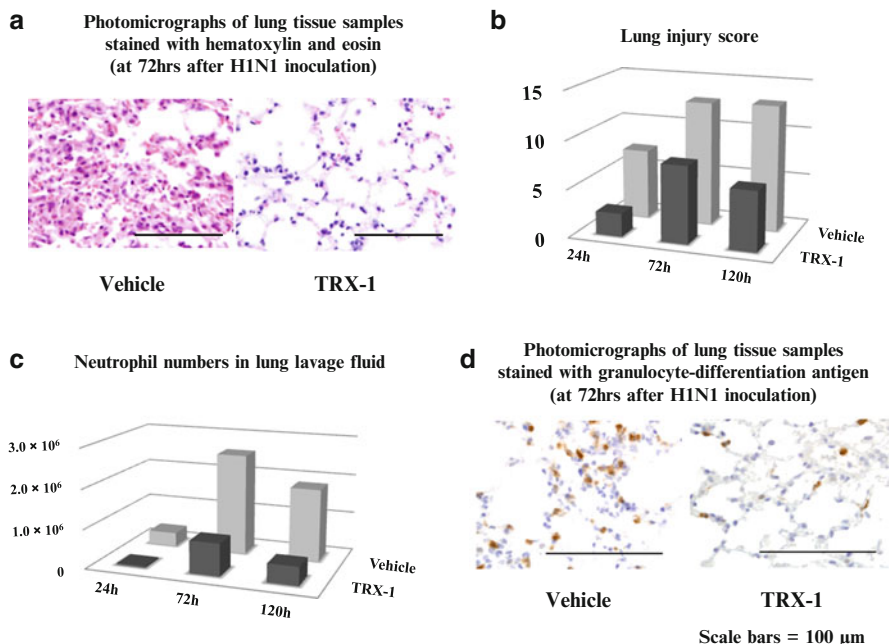 a
Photomicrographs of lung tissue samples
stained with hematoxylin and eosin
(at 72hrs after H1N1 inoculation)
Vehicle TRX-1
b
Lung injury score
15
10
5
0
24h 72h 120h
Vehicle
TRX-1
c
Neutrophil numbers in lung lavage fluid
3.0 × 10⁶
2.0 × 10⁶
1.0 × 10⁶
0
24h 72h 120h
Vehicle
TRX-1
d
Photomicrographs of lung tissue samples
stained with granulocyte-differentiation antigen
(at 72hrs after H1N1 inoculation)
Vehicle TRX-1
Scale bars = 100 μm